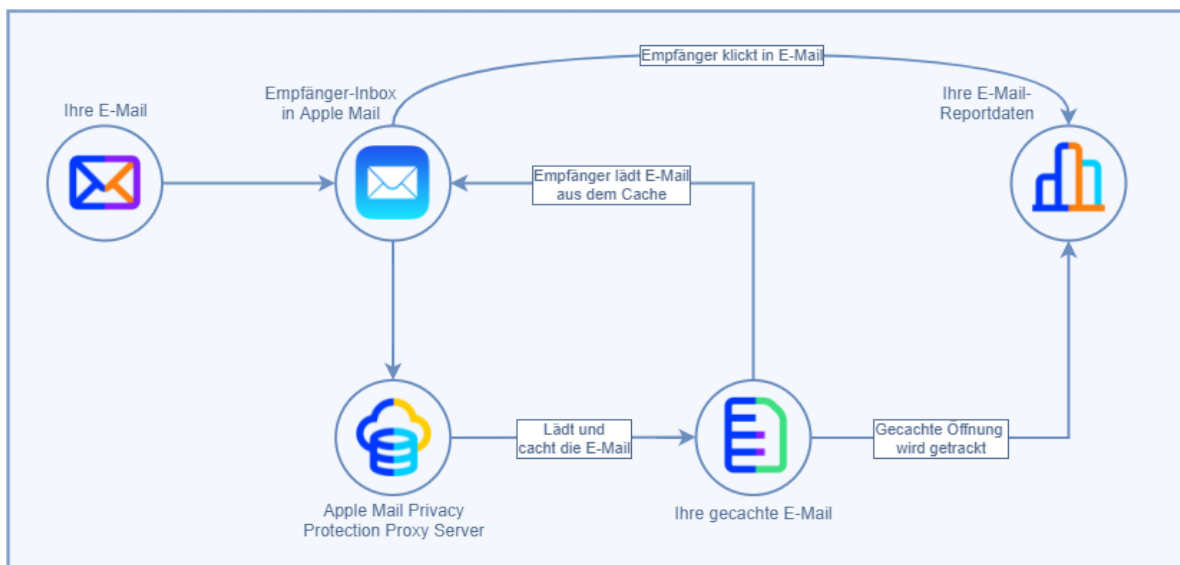 Empfänger klickt in E-Mail
Ihre E-Mail
Empfänger-Inbox
in Apple Mail
Ihre E-Mail-
Reportdaten
Empfänger lädt E-Mail
aus dem Cache
Lädt und
cacht die E-Mail
Gecachte Öffnung
wird getrackt
Apple Mail Privacy
Protection Proxy Server
Ihre gecachte E-Mail